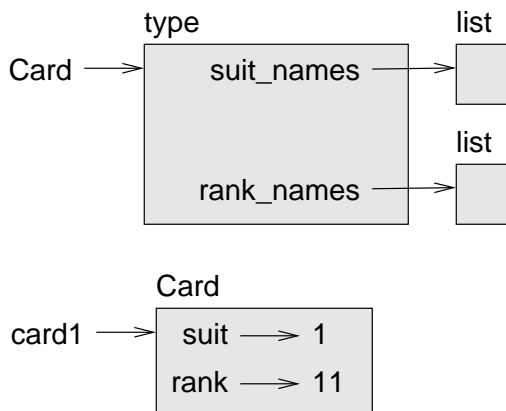 type
list
Card
suit_names
list
rank_names
Card
card1
suit 1
rank 11